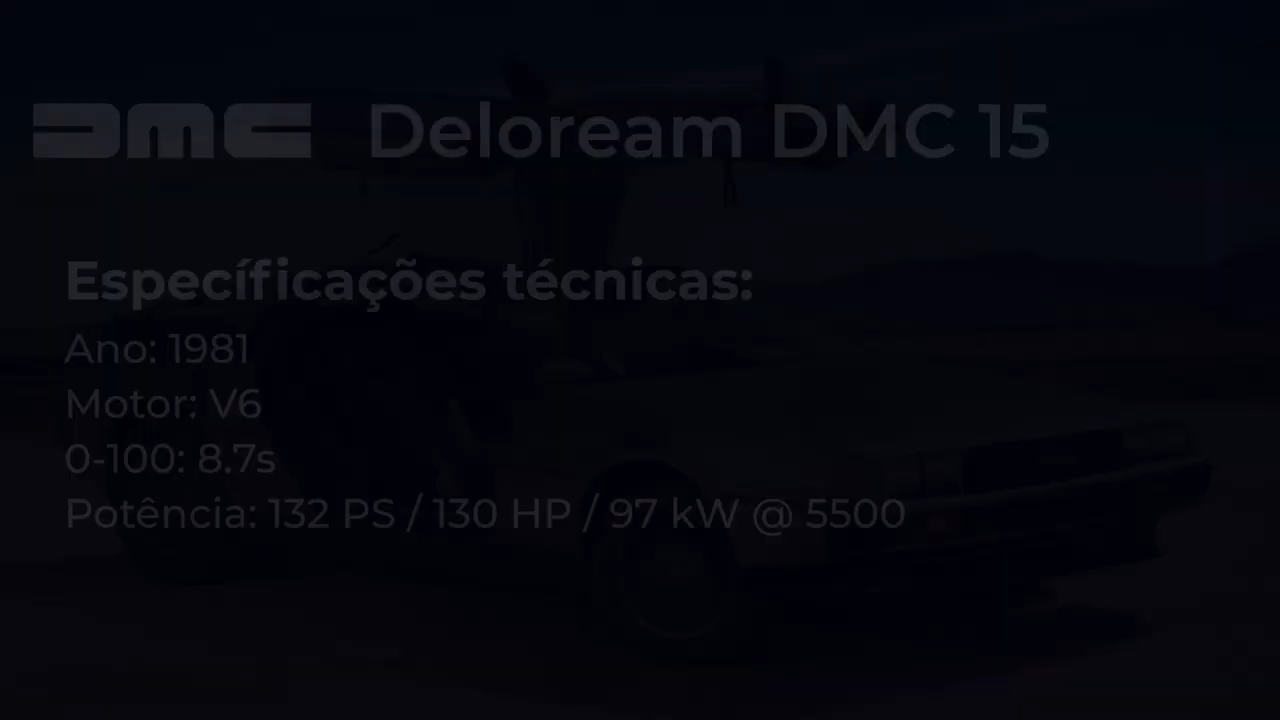 DMC Deloream DMC 15
Específicações técnicas:
Ano: 1981
Motor: V6
0-100: 8.7s
Potência: 132 PS / 130 HP / 97 kW @ 5500